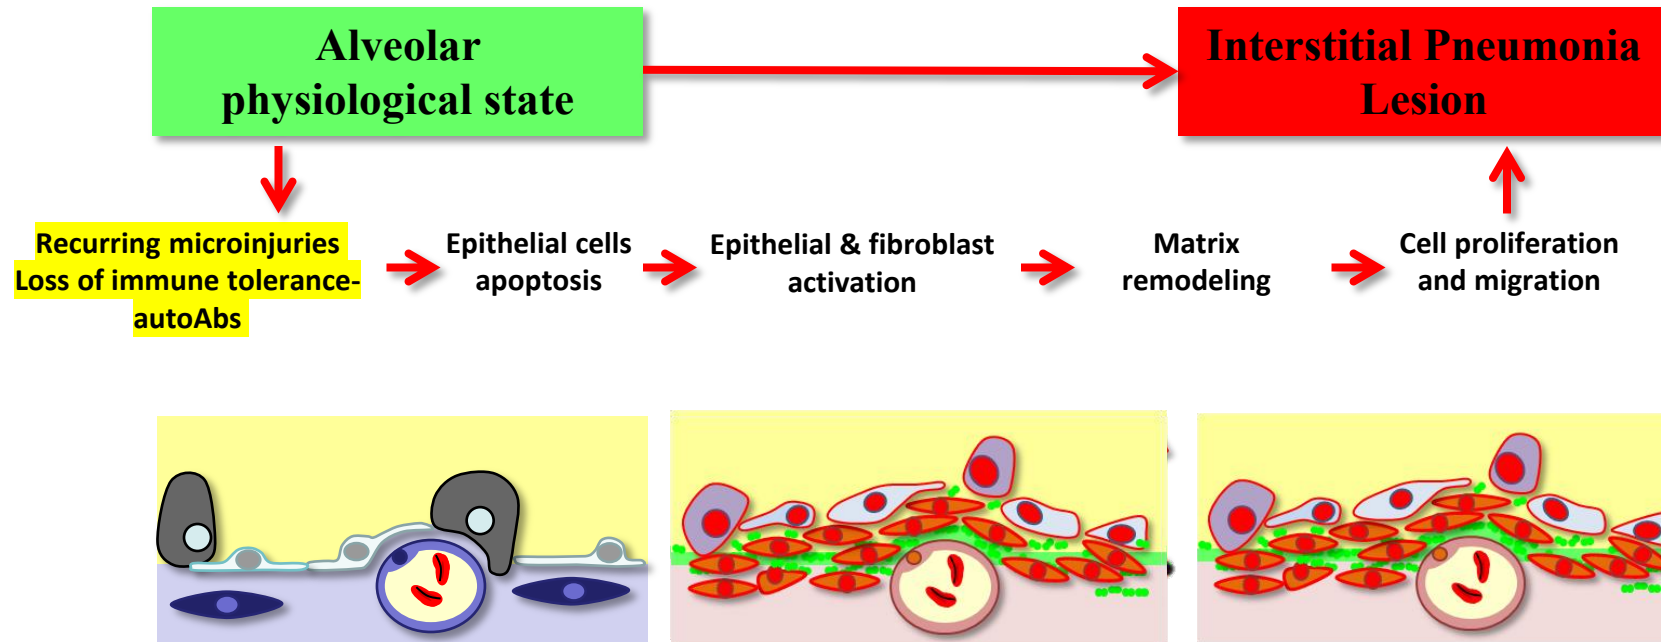 Alveolar
physiological state
Interstitial Pneumonia
Lesion
Recurring microinjuries
Loss of immune tolerance-
autoAbs
Epithelial cells
apoptosis
Epithelial & fibroblast
activation
Matrix
remodeling
Cell proliferation
and migration